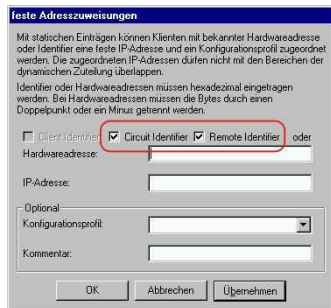 feste Adresszuweisungen
Mit statischen Einträgen können Klienten mit bekannter Hardwareadresse
oder Identifier eine feste IP-Adresse und ein Konfigurationsprofil zugeordnet
werden. Die zugeordneten IP-Adressen dürfen nicht mit den Bereichen der
dynamischen Zuteilung überlappen.
Identifier oder Hardwareadressen müssen hexadezimal eingetragen
werden. Bei Hardwareadressen müssen die Bytes durch einen
Doppelpunkt oder ein Minus getrennt werden.
Client Identifier Circuit Identifier Remote Identifier oder
Hardwareadresse:
IP-Adresse:
Optional
Konfigurationsprofil:
Kommentar:
OK Abbrechen Übernehmen